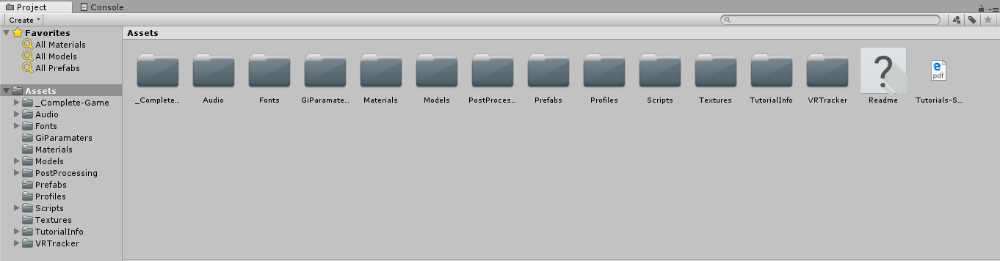 Project
Console
Create
Favorites
All Materials
All Models
All Prefabs
Assets
_Complete-Game
Audio
Fonts
GiParamaters
Materials
Models
PostProcessing
Prefabs
Profiles
Scripts
Textures
TutorialInfo
VRTracker
Assets
_Complete...
Audio
Fonts
GiParamate...
Materials
Models
PostProces...
Prefabs
Profiles
Scripts
Textures
TutorialInfo
VRTracker
?
Readme
e
pdf
Tutorials-S...